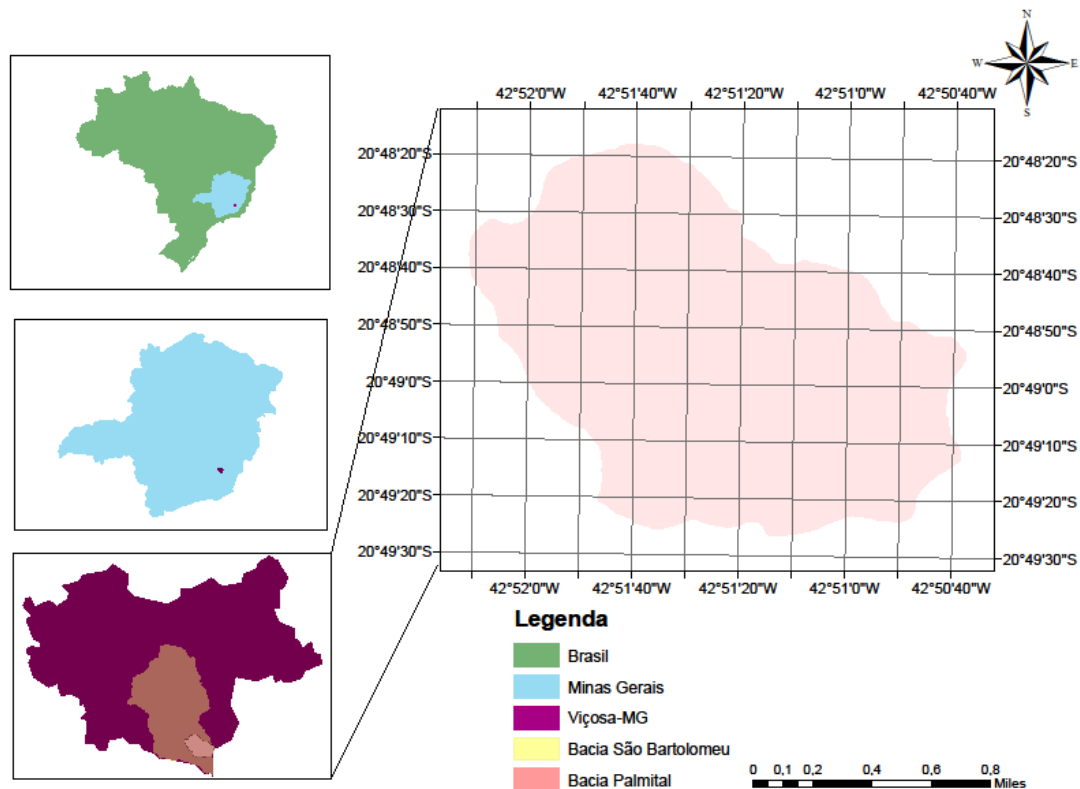 N
W
E
S
42°52'0"W 42°51'40"W 42°51'20"W 42°51'0"W 42°50'40"W
20°48'20"S 20°48'20"S
20°48'30"S 20°48'30"S
20°48'40"S 20°48'40"S
20°48'50"S 20°48'50"S
20°49'0"S 20°49'0"S
20°49'10"S 20°49'10"S
20°49'20"S 20°49'20"S
20°49'30"S 20°49'30"S
42°52'0"W 42°51'40"W 42°51'20"W 42°51'0"W 42°50'40"W
Legenda
Brasil
Minas Gerais
Viçosa-MG
Bacia São Bartolomeu
Bacia Palmital
0 0,1 0,2 0,4 0,6 0,8
Miles